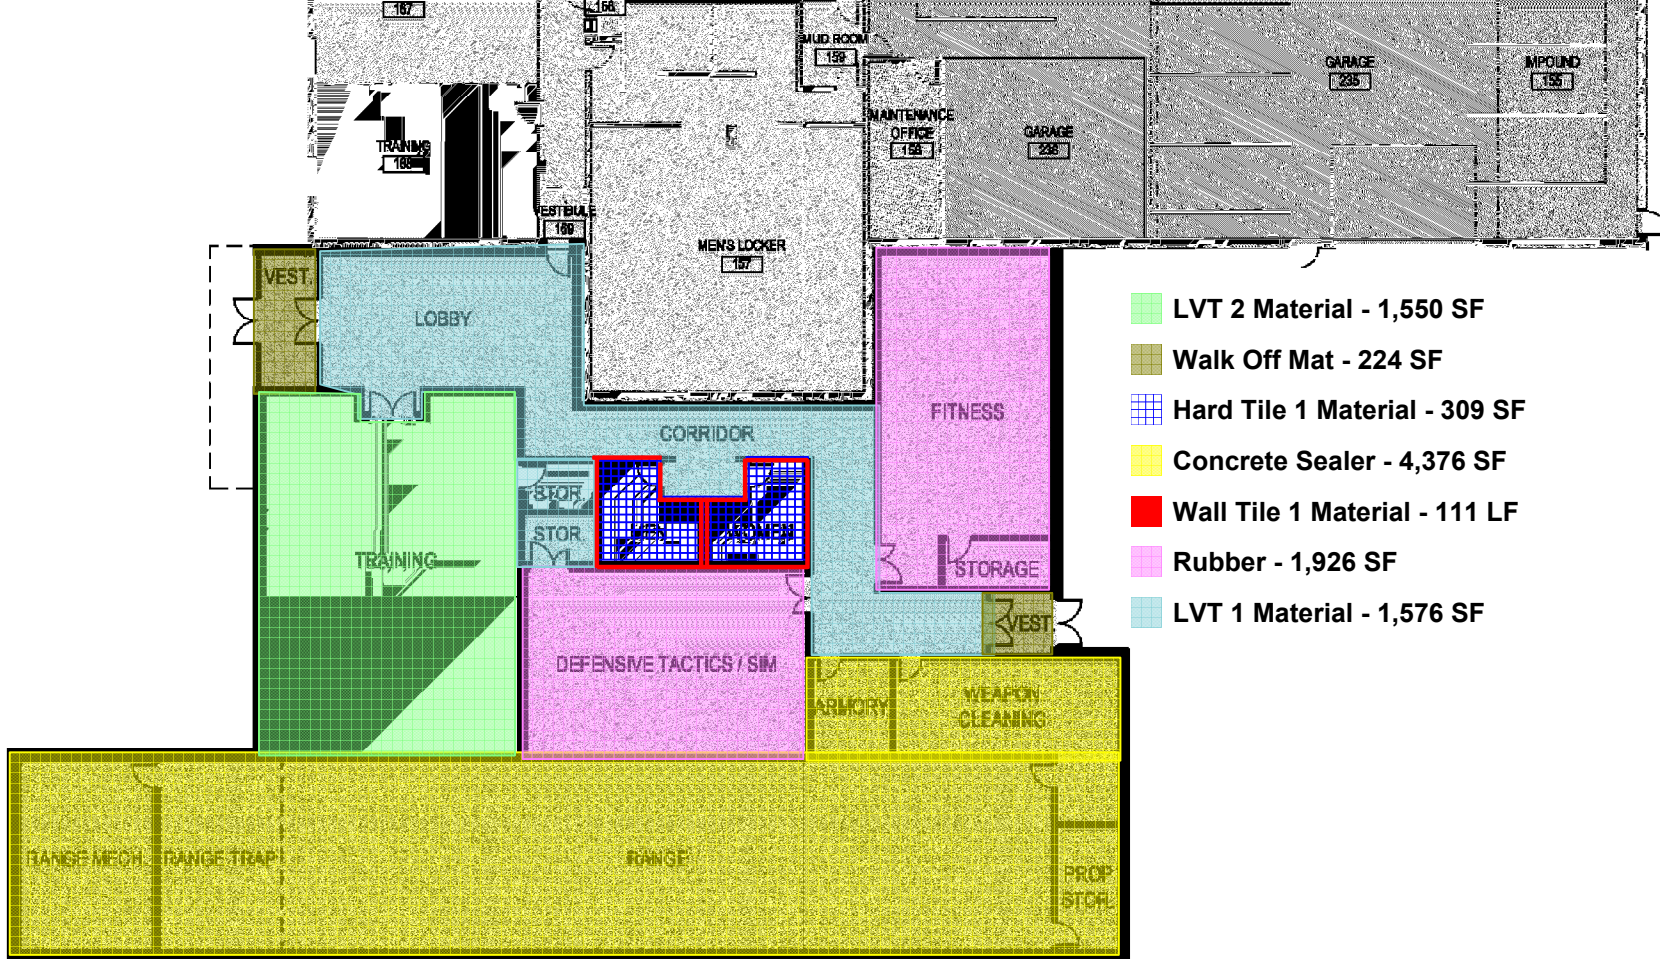 167
166
MUD ROOM
159
GARAGE
235
IMPOUND
155
MAINTENANCE
OFFICE
158
GARAGE
236
TRAINING
168
VESTIBULE
169
MEN'S LOCKER
157
VEST.
LOBBY
LVT 2 Material - 1,550 SF
Walk Off Mat - 224 SF
Hard Tile 1 Material - 309 SF
Concrete Sealer - 4,376 SF
Wall Tile 1 Material - 111 LF
Rubber - 1,926 SF
LVT 1 Material - 1,576 SF
FITNESS
CORRIDOR
STOR.
STOR.
MEN
WOMEN
TRAINING
STORAGE
VEST
DEFENSIVE TACTICS / SIM
ARMORY
WEAPON
CLEANING
RANGE MECH.
RANGE TRAP
RANGE
PROP
STOR.